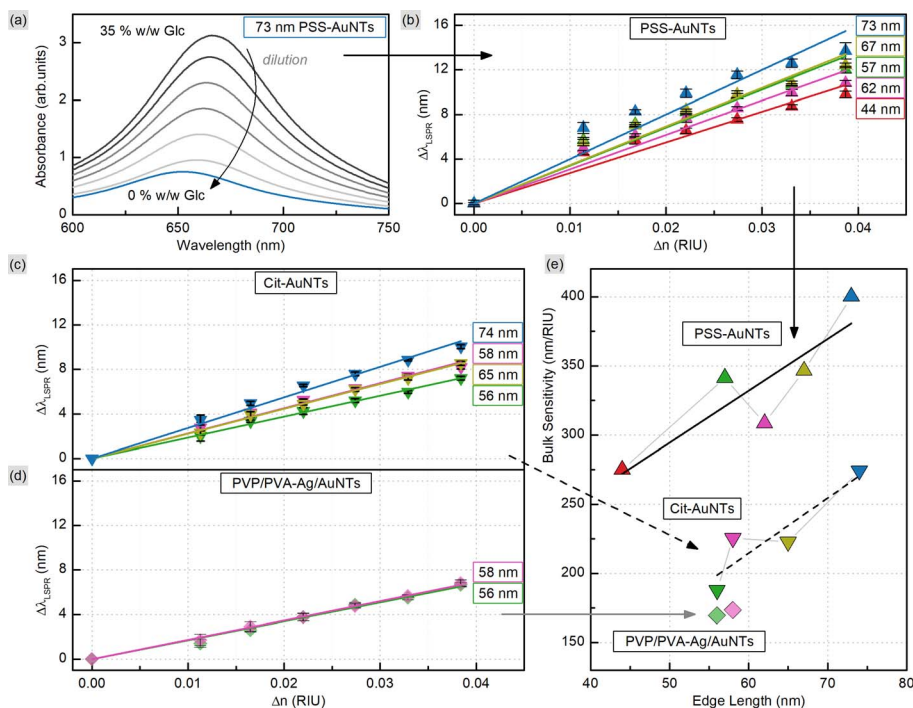 (a)
35 % w/w Glc
73 nm PSS-AuNTs
dilution
0 % w/w Glc
3
2
1
0
Absorbance (arb.units)
600
650
700
750
Wavelength (nm)
(b)
PSS-AuNTs
73 nm
67 nm
57 nm
62 nm
44 nm
16
12
8
4
0
Δλ_LSPR (nm)
0.00
0.01
0.02
0.03
0.04
Δn (RIU)
(c)
Cit-AuNTs
74 nm
58 nm
65 nm
56 nm
16
12
8
4
0
Δλ_LSPR (nm)
(d)
PVP/PVA-Ag/AuNTs
58 nm
56 nm
16
12
8
4
0
Δλ_LSPR (nm)
0.00
0.01
0.02
0.03
0.04
Δn (RIU)
(e)
PSS-AuNTs
Cit-AuNTs
PVP/PVA-Ag/AuNTs
400
350
300
250
225
200
175
150
Bulk Sensitivity (nm/RIU)
40
50
60
70
80
Edge Length (nm)